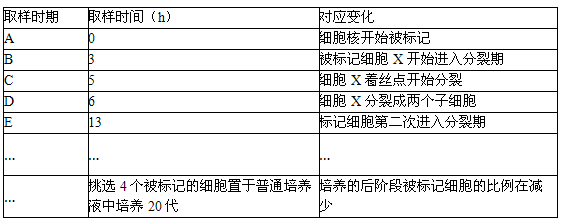 取样时期 取样时间（h） 对应变化
A 0 细胞核开始被标记
B 3 被标记细胞 X 开始进入分裂期
C 5 细胞 X 着丝点开始分裂
D 6 细胞 X 分裂成两个子细胞
E 13 标记细胞第二次进入分裂期
... ... ...
... 挑选 4 个被标记的细胞置于普通培养 培养的后阶段被标记细胞的比例在减
液中培养 20 代 少